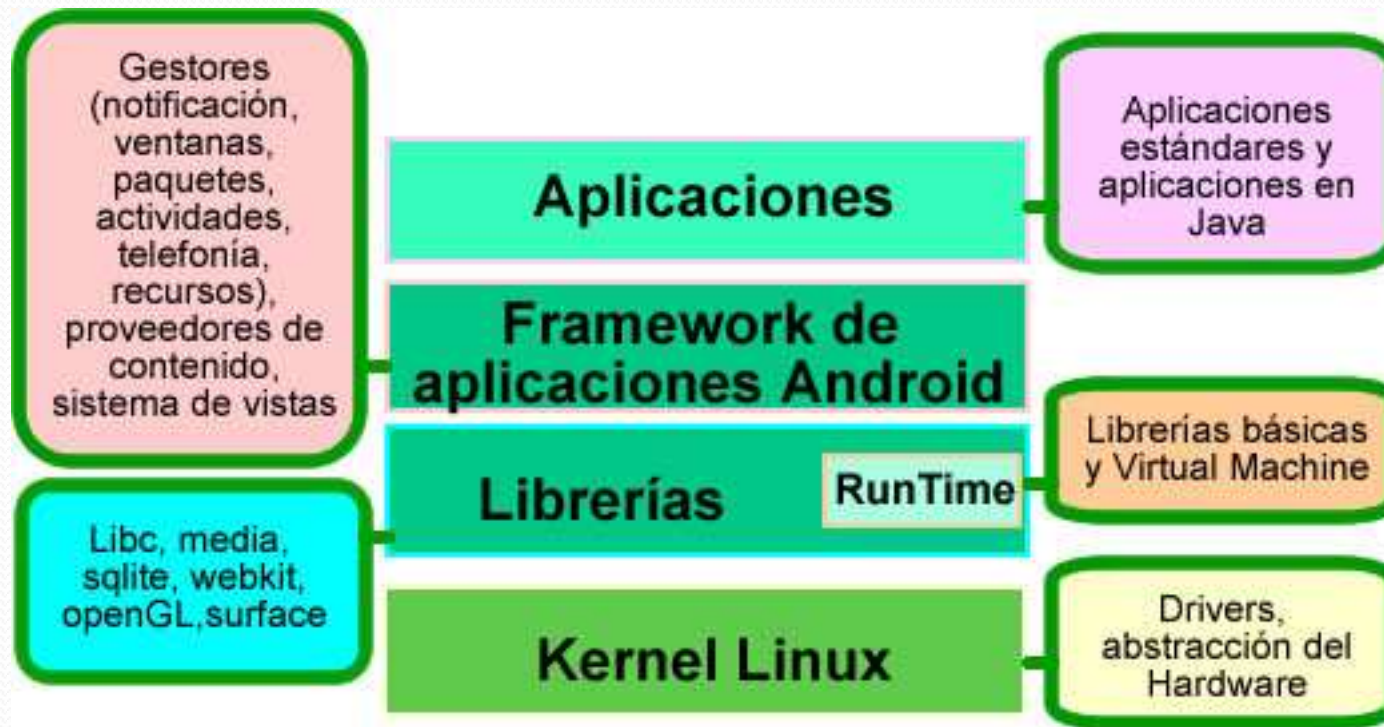 Gestores
(notificación,
ventanas,
paquetes,
actividades,
telefonía,
recursos),
proveedores de
contenido,
sistema de vistas
Aplicaciones
Aplicaciones
estándares y
aplicaciones en
Java
Framework de
aplicaciones Android
Librerías
RunTime
Librerías básicas
y Virtual Machine
Libc, media,
sqlite, webkit,
openGL,surface
Kernel Linux
Drivers,
abstracción del
Hardware